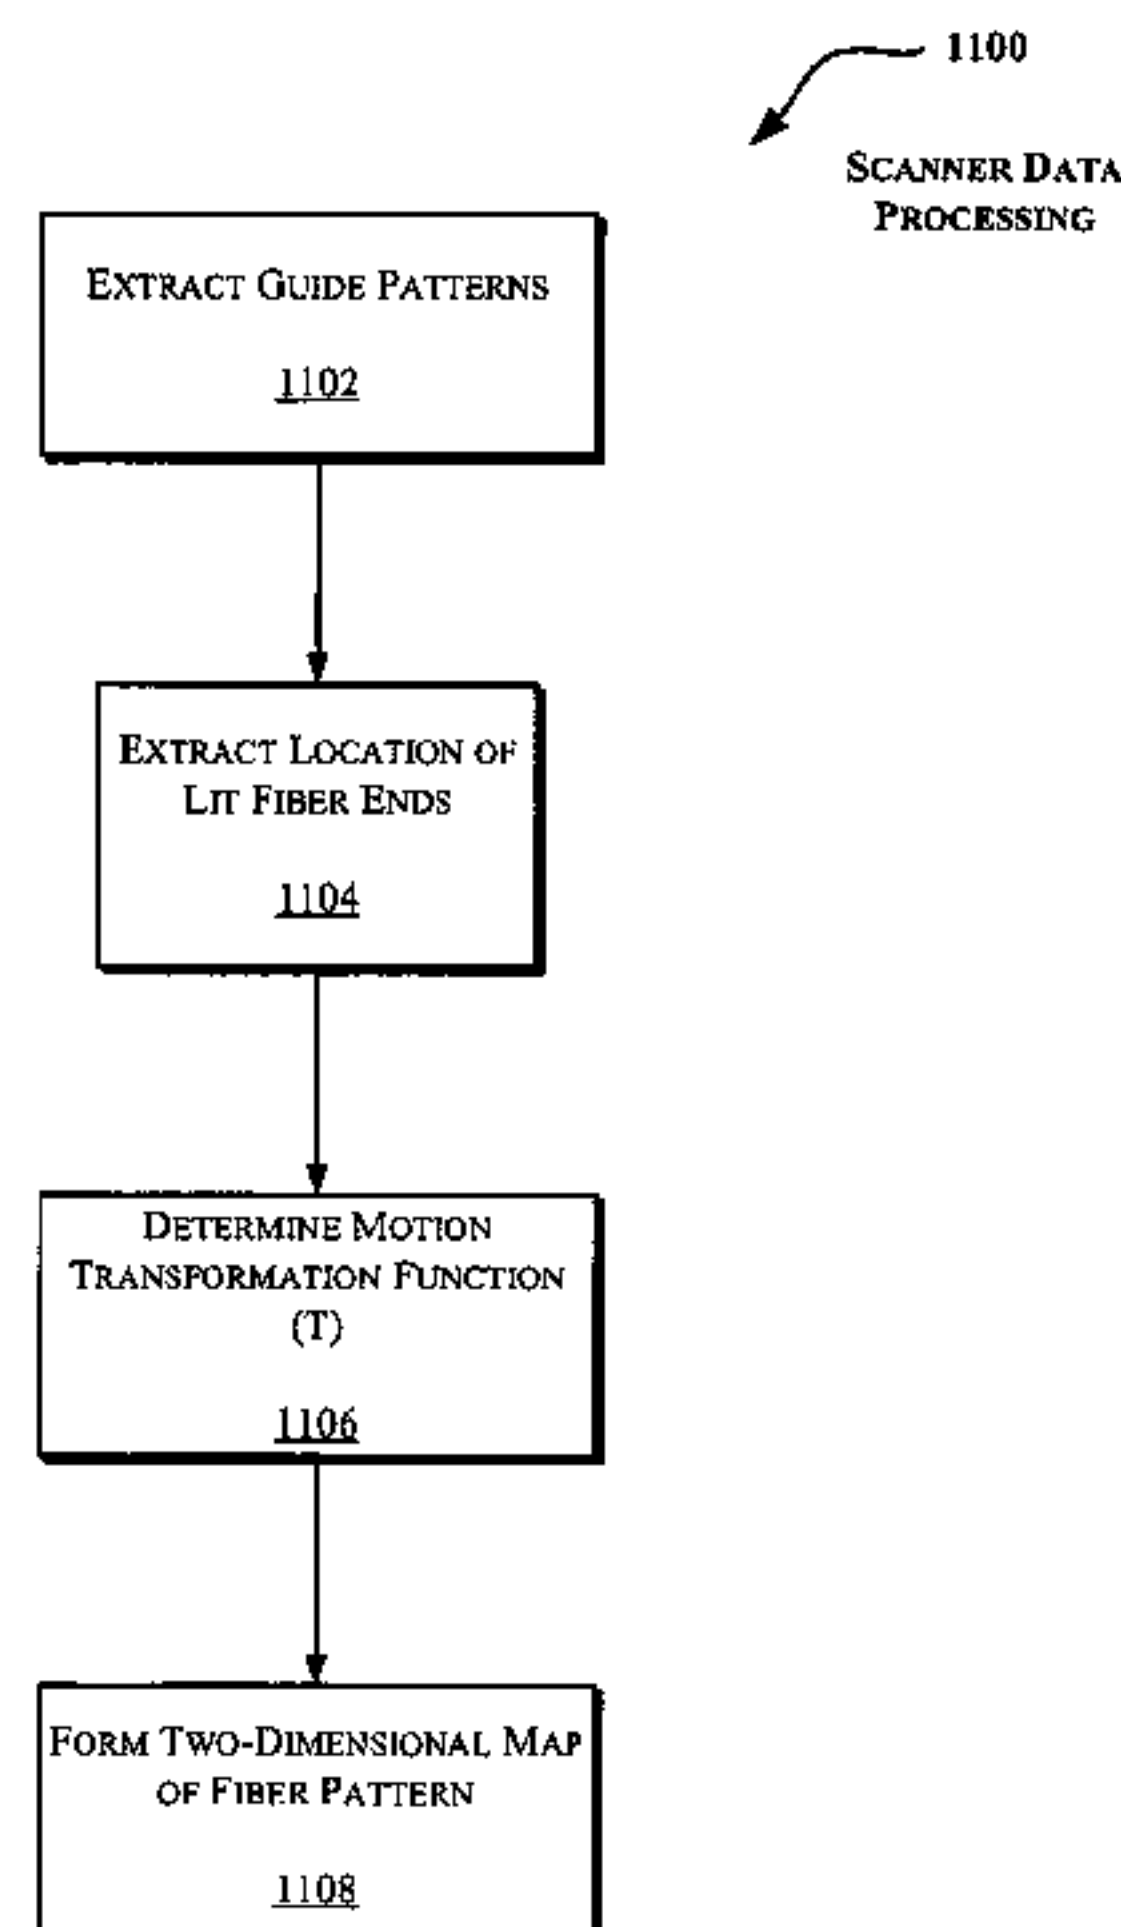 1100
SCANNER DATA
PROCESSING
EXTRACT GUIDE PATTERNS
1102
EXTRACT LOCATION OF
LIT FIBER ENDS
1104
DETERMINE MOTION
TRANSFORMATION FUNCTION
(T)
1106
FORM TWO-DIMENSIONAL MAP
OF FIBER PATTERN
1108